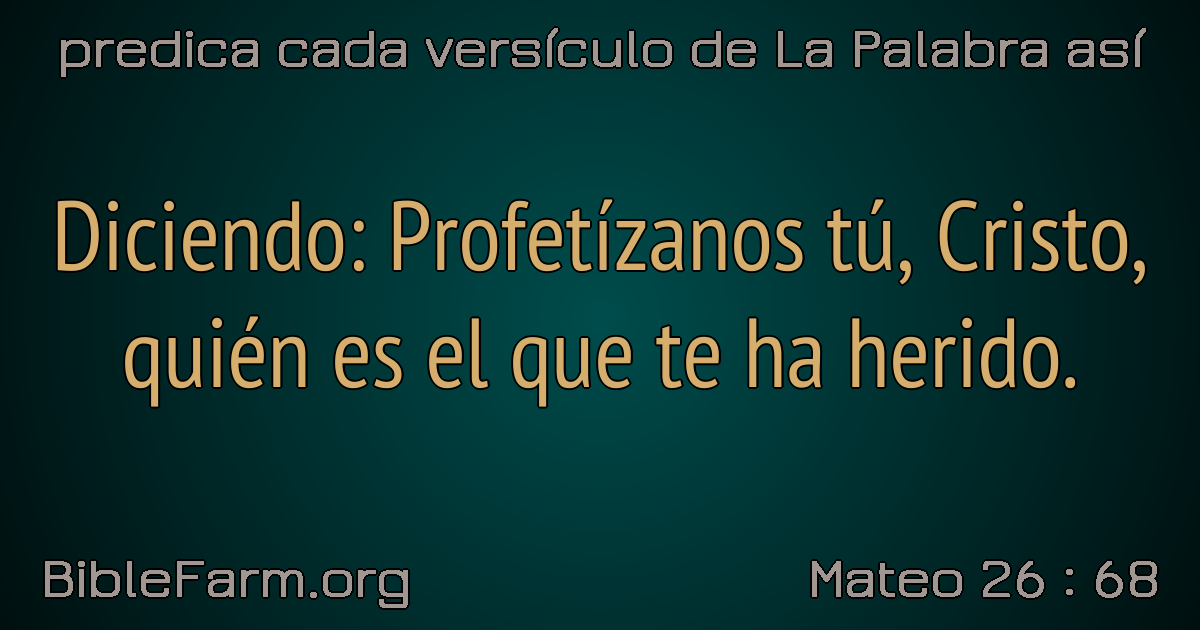 predica cada versículo de La Palabra así
Diciendo: Profetízanos tú, Cristo,
quién es el que te ha herido.
BibleFarm.org
Mateo 26 : 68